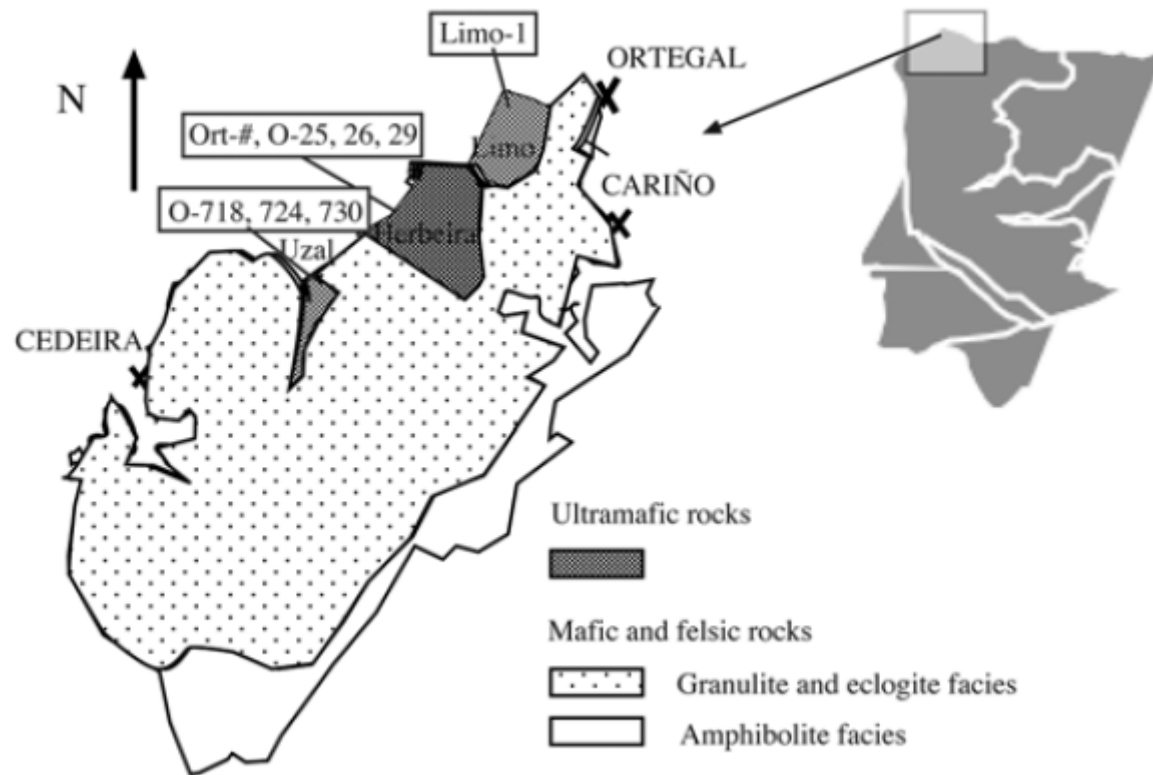 Limo-1
ORTEGAL
N
Ort-#, O-25, 26, 29
Limo
CARIÑO
O-718, 724, 730
Herbeira
Uzal
CEDEIRA
Ultramafic rocks
Mafic and felsic rocks
Granulite and eclogite facies
Amphibolite facies